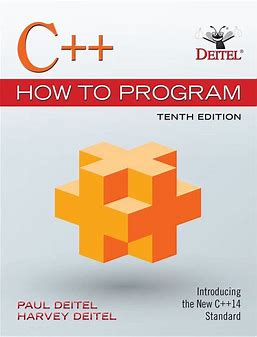 C++
DEITEL®
HOW TO PROGRAM
TENTH EDITION
Introducing
the New C++14
Standard
PAUL DEITEL
HARVEY DEITEL